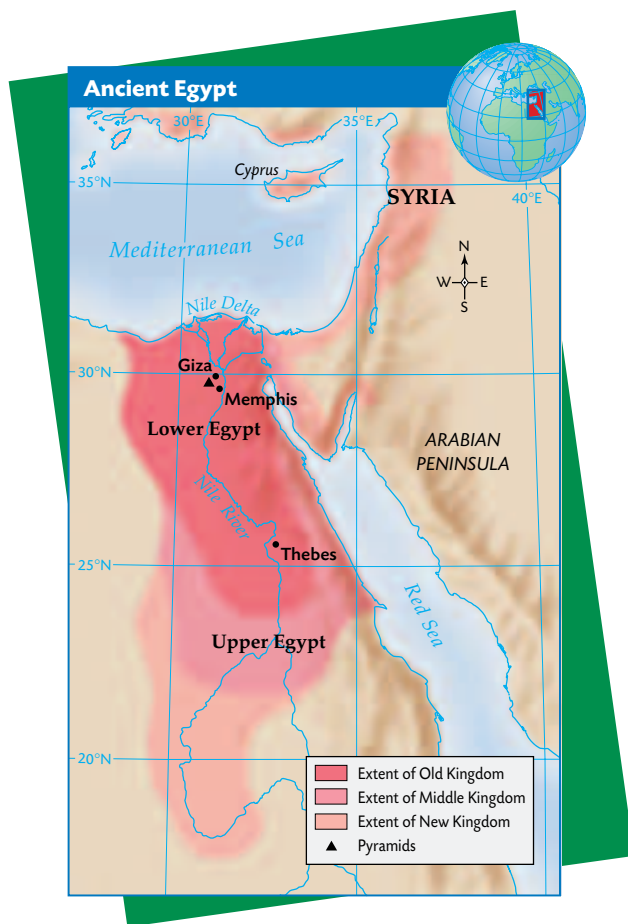 Ancient Egypt
30°E
35°E
40°E
35°N
Cyprus
SYRIA
Mediterranean Sea
N
W E
S
Nile Delta
30°N
Giza
Memphis
Lower Egypt
ARABIAN
PENINSULA
Nile River
Thebes
25°N
Red Sea
Upper Egypt
20°N
Extent of Old Kingdom
Extent of Middle Kingdom
Extent of New Kingdom
Pyramids